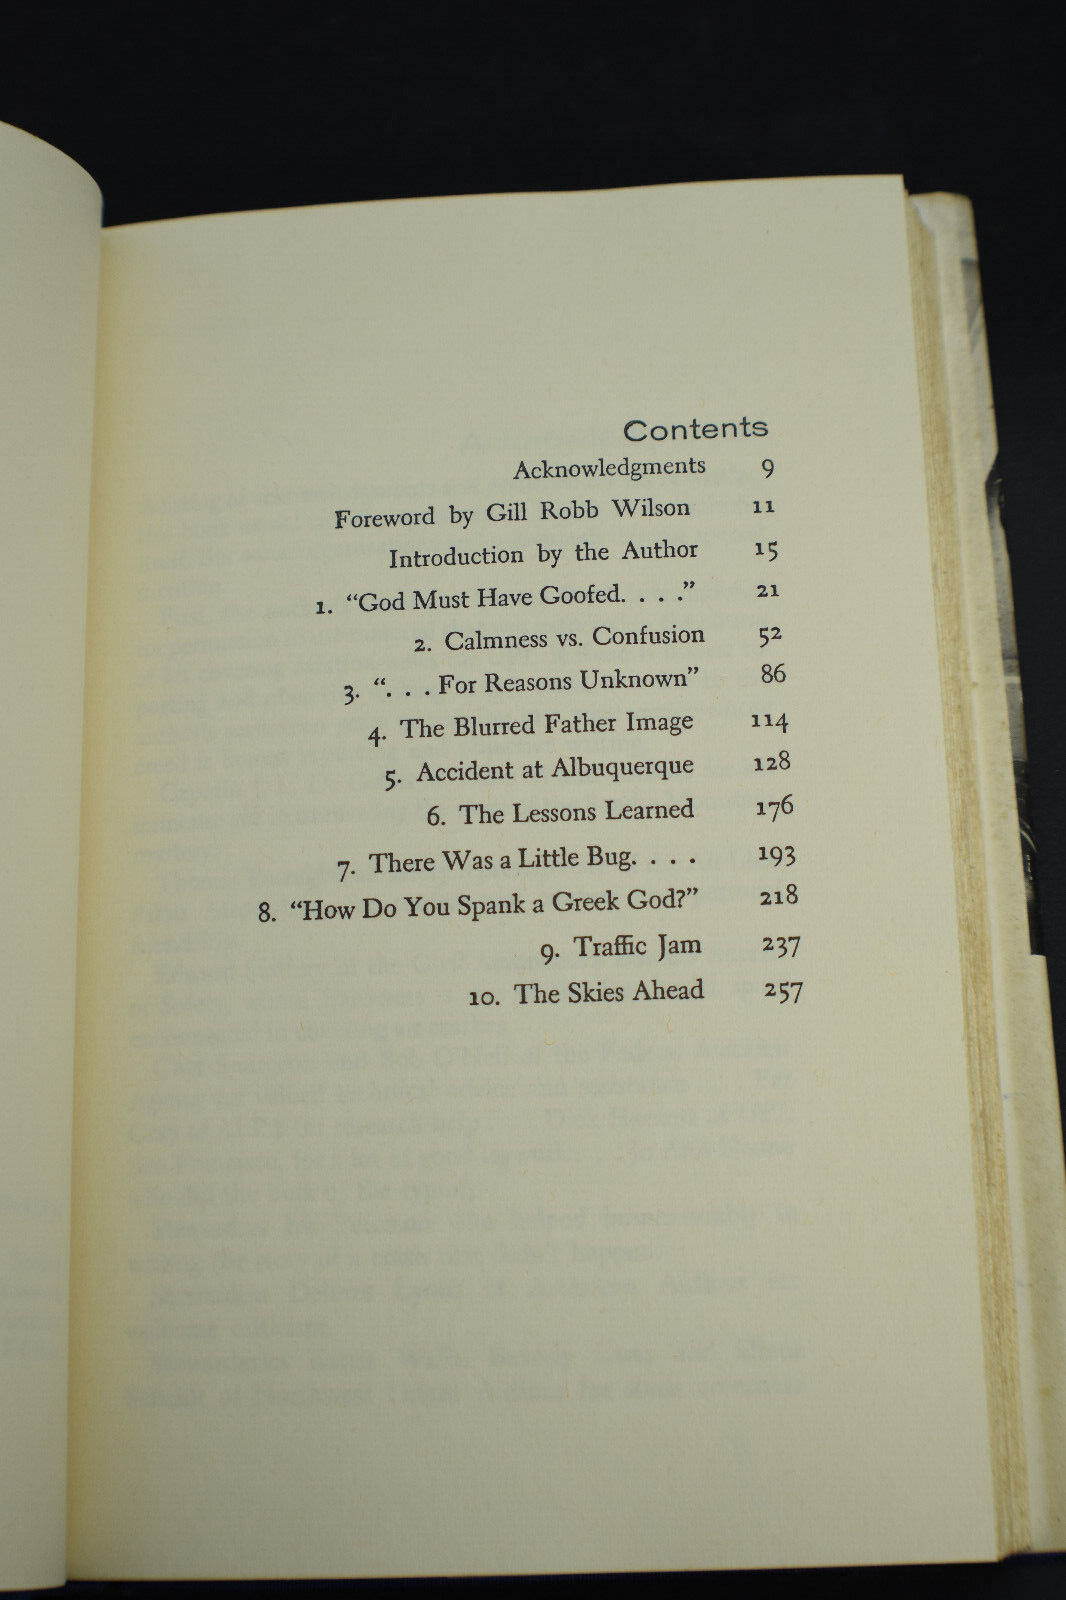 Contents
Acknowledgments 9
Foreword by Gill Robb Wilson 11
Introduction by the Author 15
1. “God Must Have Goofed. . . .” 21
2. Calmness vs. Confusion 52
3. “. . . For Reasons Unknown” 86
4. The Blurred Father Image 114
5. Accident at Albuquerque 128
6. The Lessons Learned 176
7. There Was a Little Bug. . . . 193
8. “How Do You Spank a Greek God?” 218
9. Traffic Jam 237
10. The Skies Ahead 257